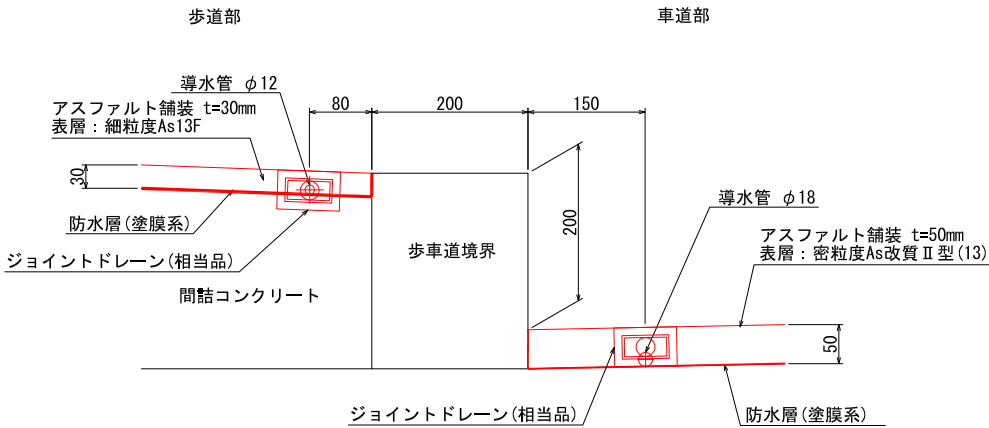 歩道部
車道部
導水管 φ12
80
200
150
アスファルト舗装 t=30mm
表層：細粒度As13F
30
防水層(塗膜系)
ジョイントドレーン(相当品)
間詰コンクリート
歩車道境界
200
導水管 φ18
アスファルト舗装 t=50mm
表層：密粒度As改質Ⅱ型(13)
50
ジョイントドレーン(相当品)
防水層(塗膜系)